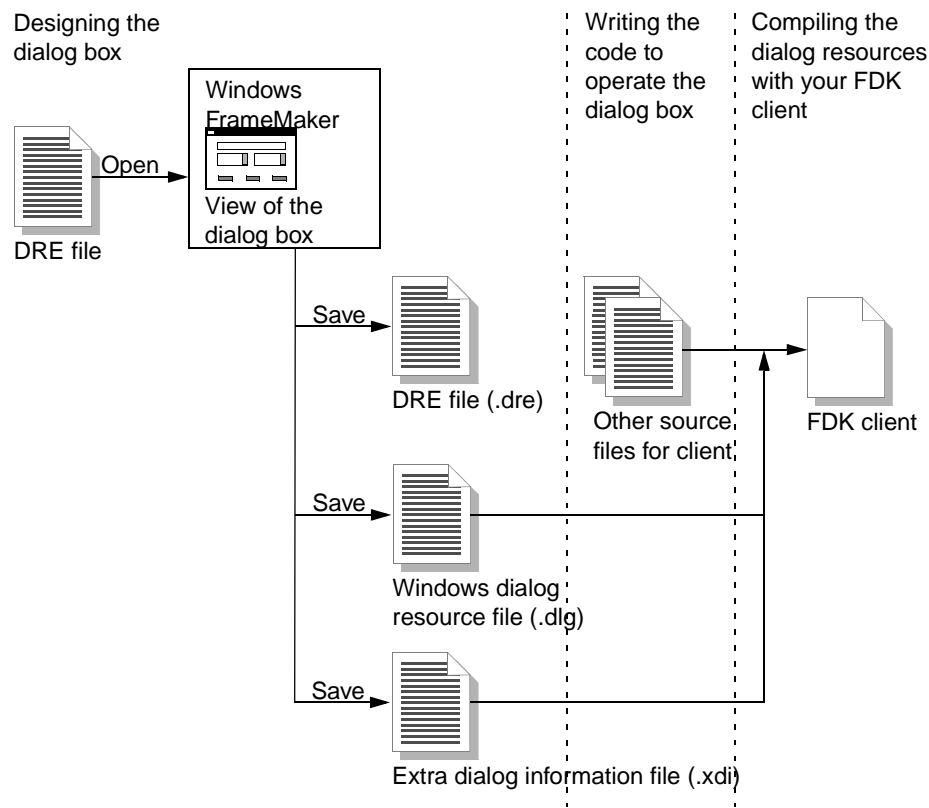 Designing the
dialog box
Writing the
code to
operate the
dialog box
Compiling the
dialog resources
with your FDK
client
Windows
FrameMaker
Open
View of the
dialog box
DRE file
Save
DRE file (.dre)
Other source
files for client
FDK client
Save
Windows dialog
resource file (.dlg)
Save
Extra dialog information file (.xdi)